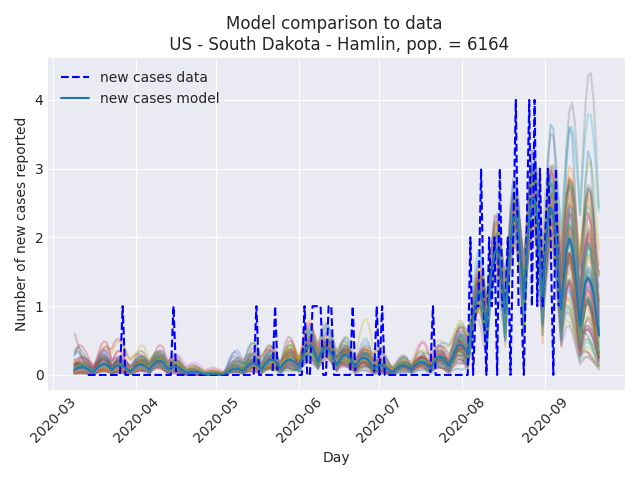 Model comparison to data
US - South Dakota - Hamlin, pop. = 6164
new cases data
new cases model
Number of new cases reported
4
3
2
1
0
2020-03
2020-04
2020-05
2020-06
2020-07
2020-08
2020-09
Day